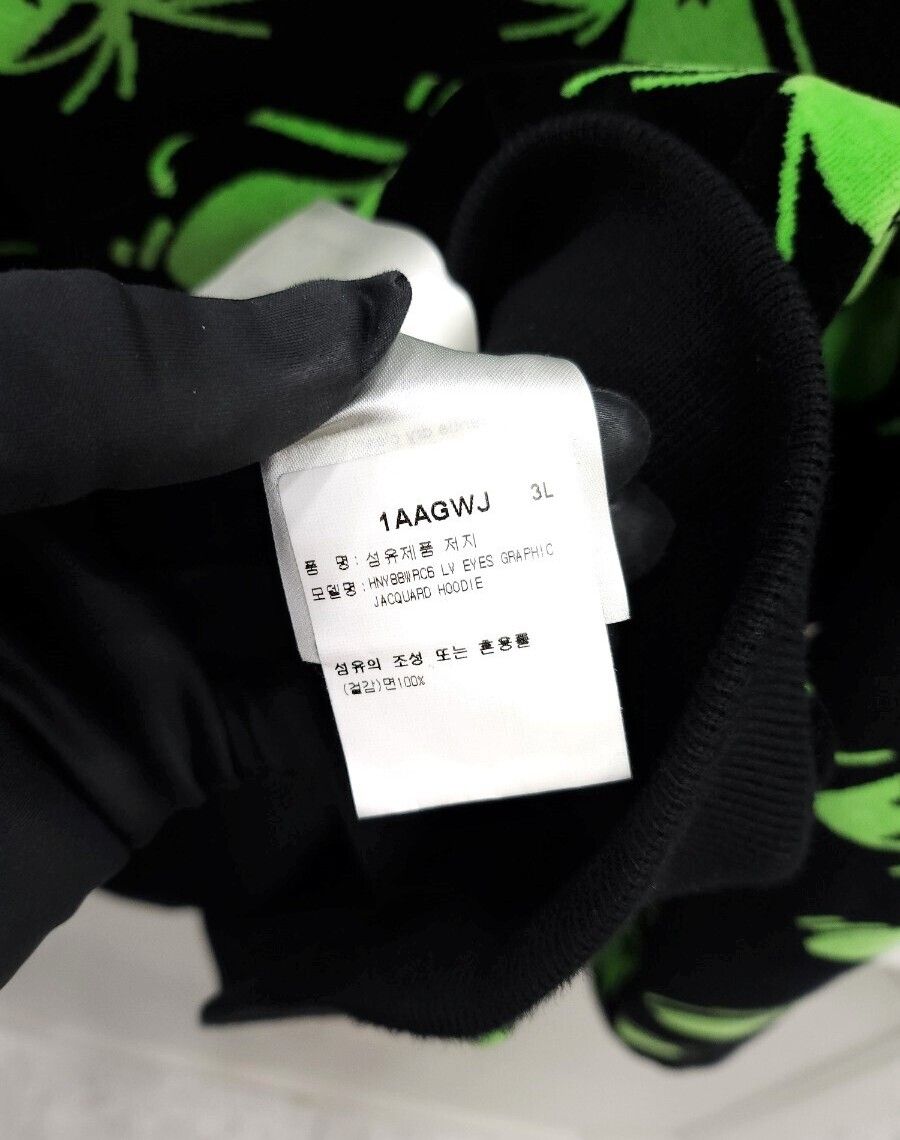 1AAGWJ 3L
품 명: 섬유제품 저지
모델명: HNY88WPC6 LV EYES GRAPHIC
JACQUARD HOODIE
섬유의 조성 또는 혼용률
(겉감)면100%